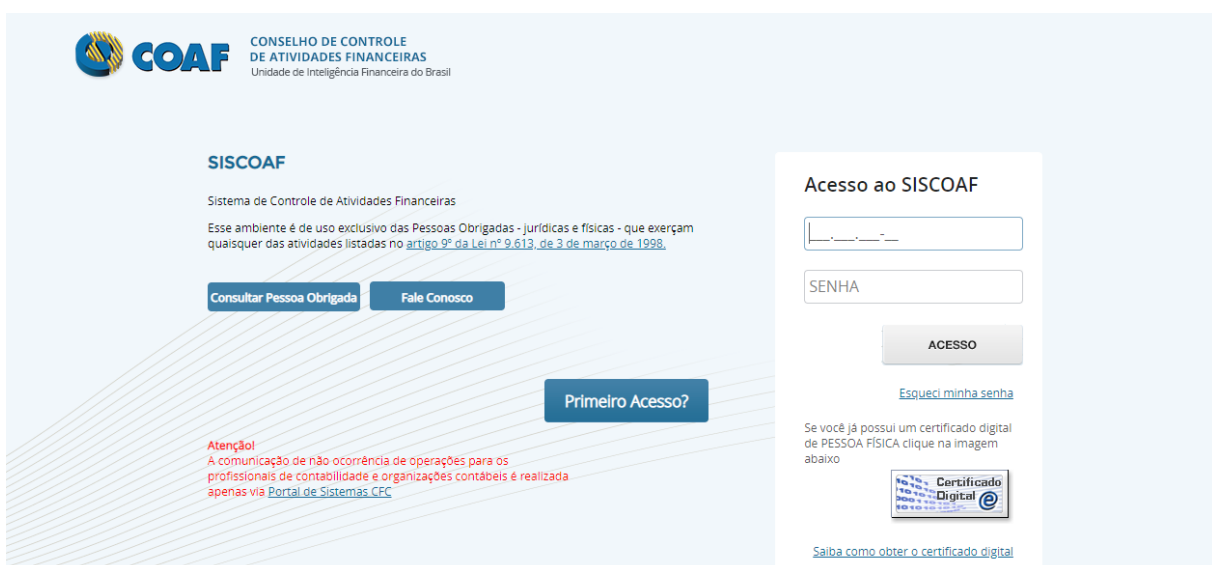 COAF
CONSELHO DE CONTROLE
DE ATIVIDADES FINANCEIRAS
Unidade de Inteligência Financeira do Brasil
SISCOAF
Sistema de Controle de Atividades Financeiras
Esse ambiente é de uso exclusivo das Pessoas Obrigadas - jurídicas e físicas - que exerçam
quaisquer das atividades listadas no artigo 9º da Lei nº 9.613, de 3 de março de 1998.
Consultar Pessoa Obrigada
Fale Conosco
Primeiro Acesso?
Atenção!
A comunicação de não ocorrência de operações para os
profissionais de contabilidade e organizações contábeis é realizada
apenas via Portal de Sistemas CFC
Acesso ao SISCOAF
___.___.___-__
SENHA
ACESSO
Esqueci minha senha
Se você já possui um certificado digital
de PESSOA FÍSICA clique na imagem
abaixo
Certificado
Digital e
Saiba como obter o certificado digital